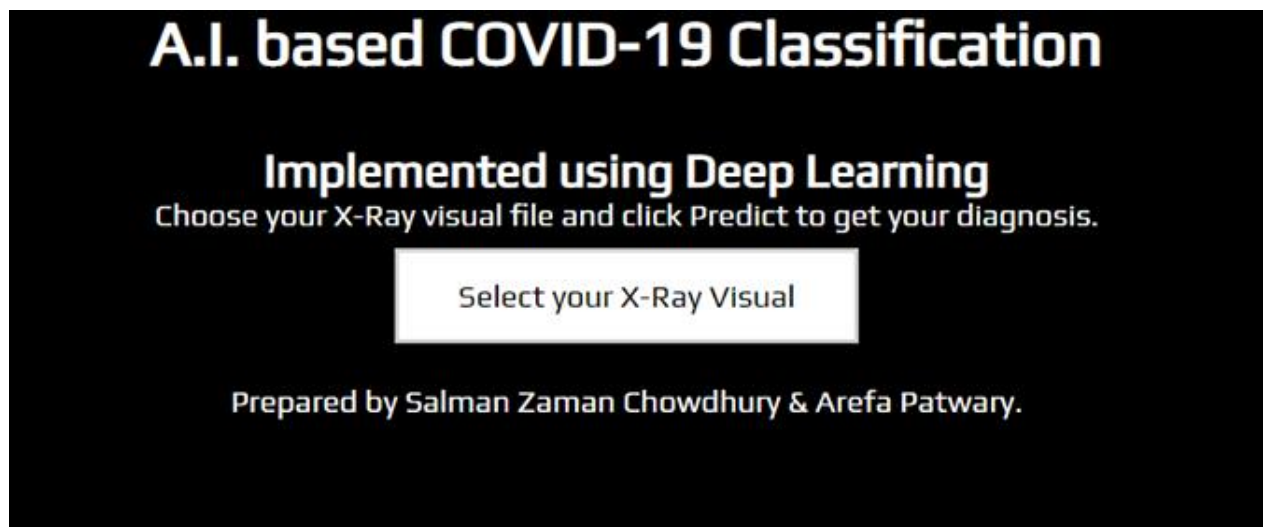 A.I. based COVID-19 Classification
Implemented using Deep Learning
Choose your X-Ray visual file and click Predict to get your diagnosis.
Select your X-Ray Visual
Prepared by Salman Zaman Chowdhury & Arefa Patwary.